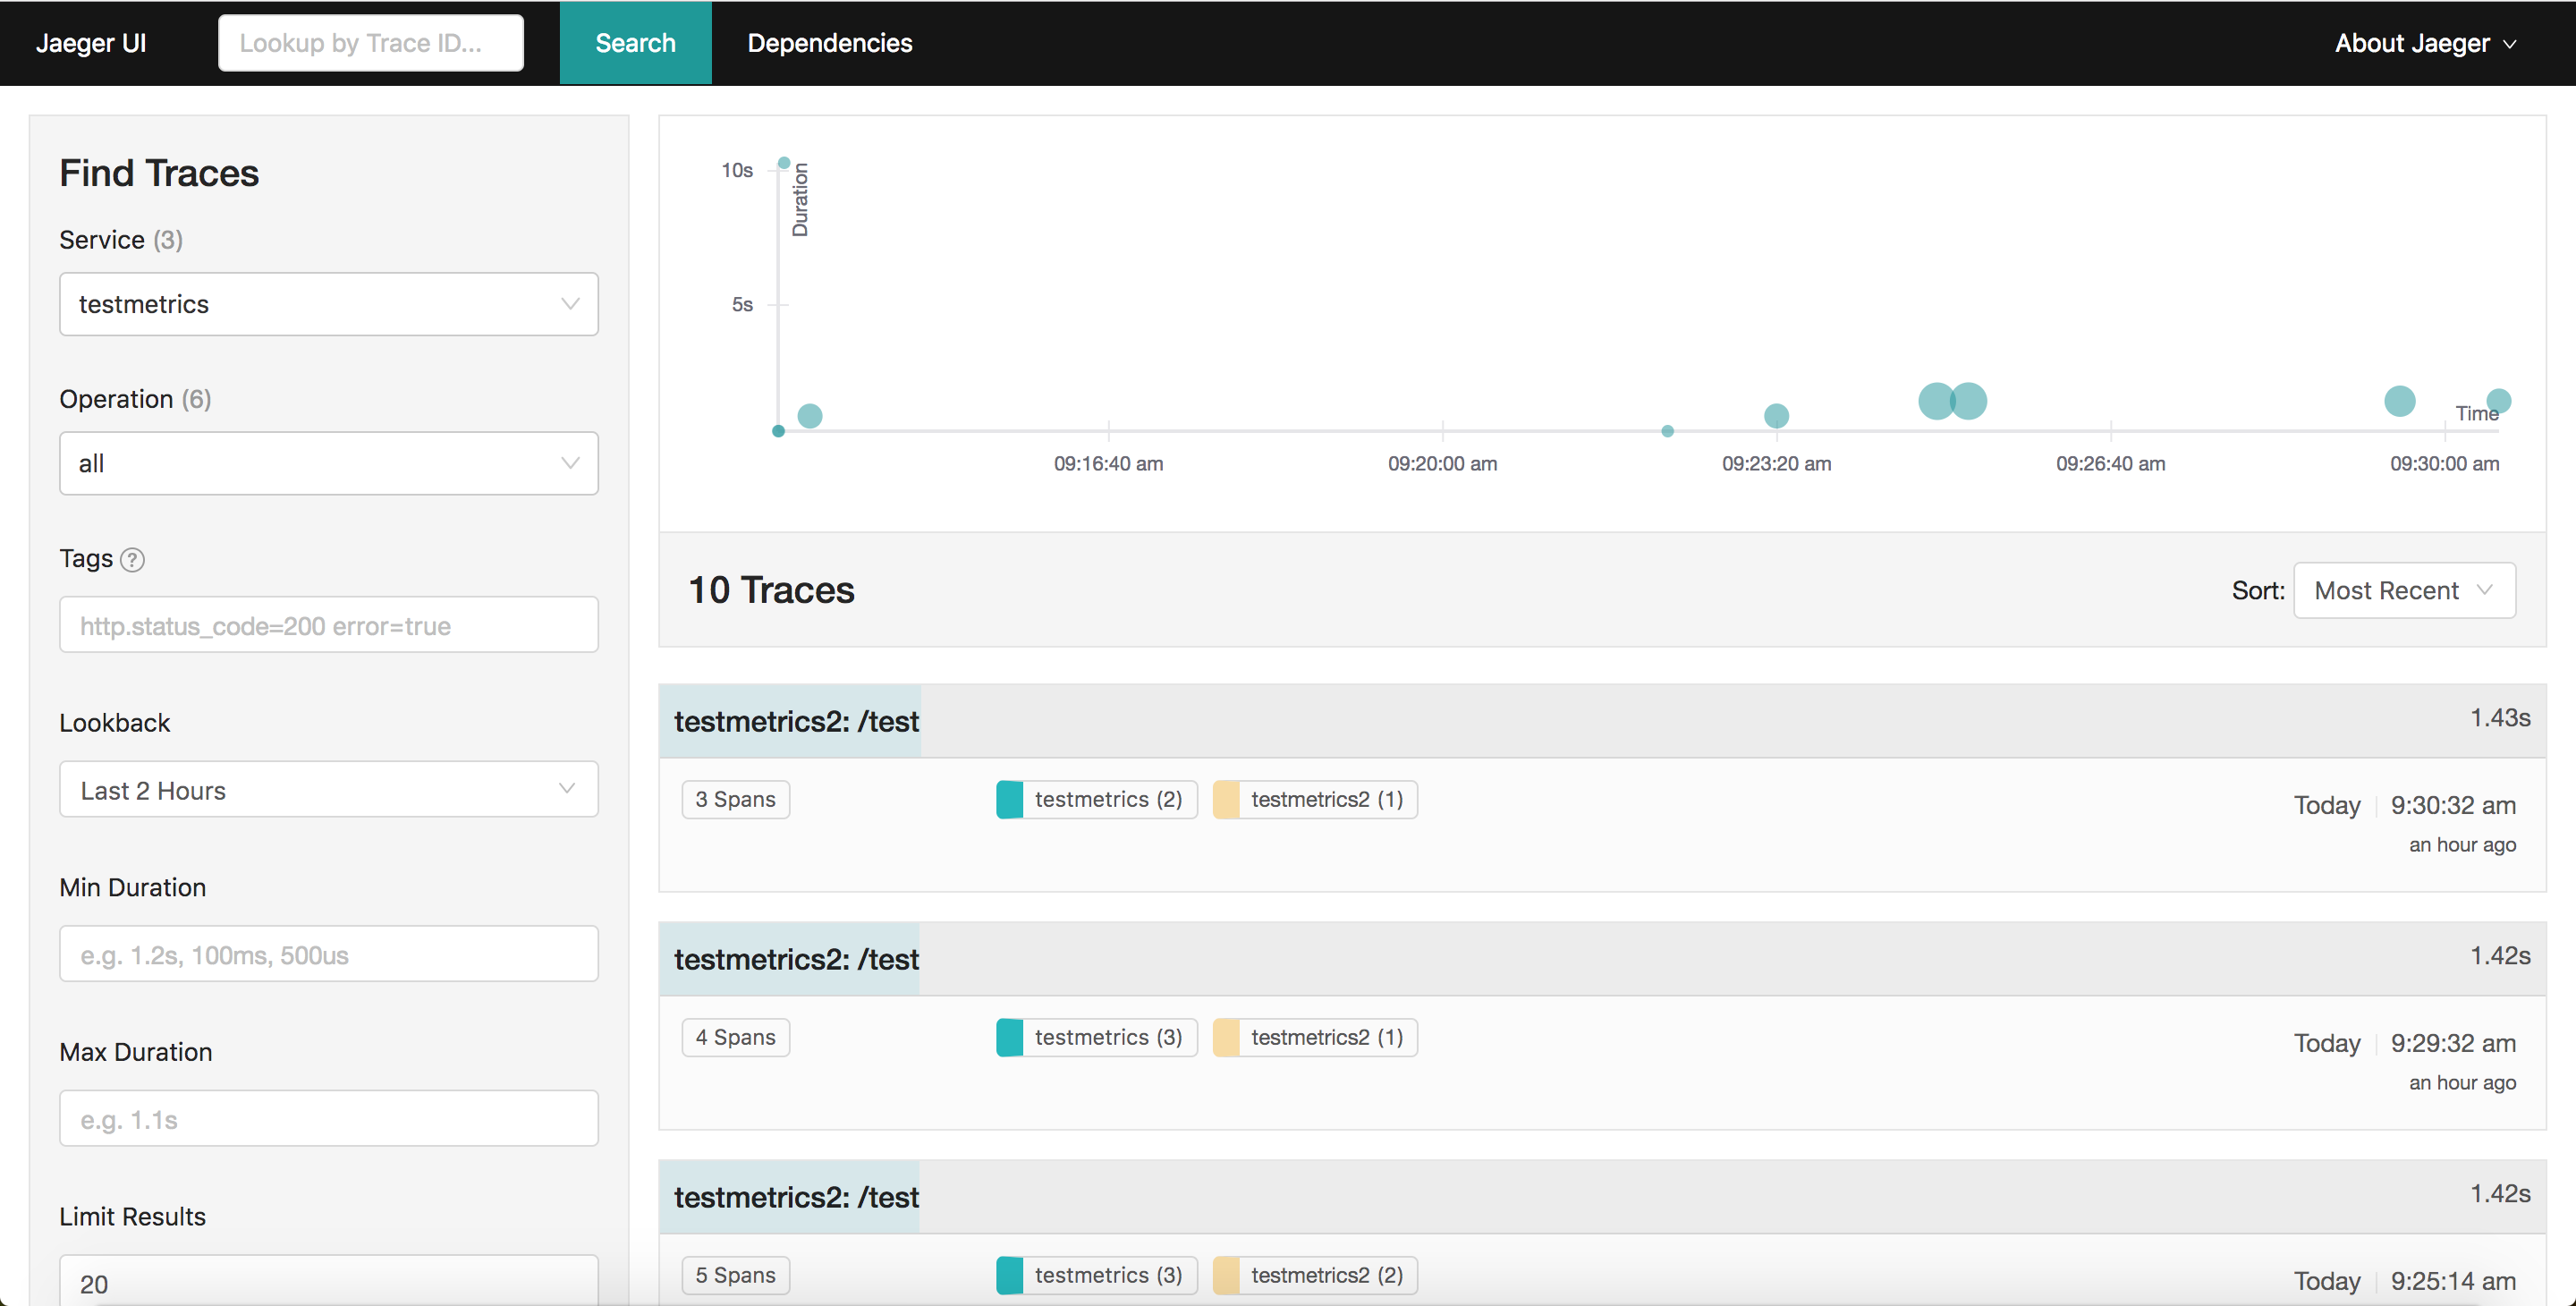 Jaeger UI
Lookup by Trace ID...
Search
Dependencies
About Jaeger
Find Traces
Service (3)
testmetrics
Operation (6)
all
Tags ?
http.status_code=200 error=true
Lookback
Last 2 Hours
Min Duration
e.g. 1.2s, 100ms, 500us
Max Duration
e.g. 1.1s
Limit Results
20
10s
Duration
5s
Time
09:16:40 am
09:20:00 am
09:23:20 am
09:26:40 am
09:30:00 am
10 Traces
Sort: Most Recent
testmetrics2: /test
1.43s
3 Spans
testmetrics (2)
testmetrics2 (1)
Today 9:30:32 am
an hour ago
testmetrics2: /test
1.42s
4 Spans
testmetrics (3)
testmetrics2 (1)
Today 9:29:32 am
an hour ago
testmetrics2: /test
1.42s
5 Spans
testmetrics (3)
testmetrics2 (2)
Today 9:25:14 am